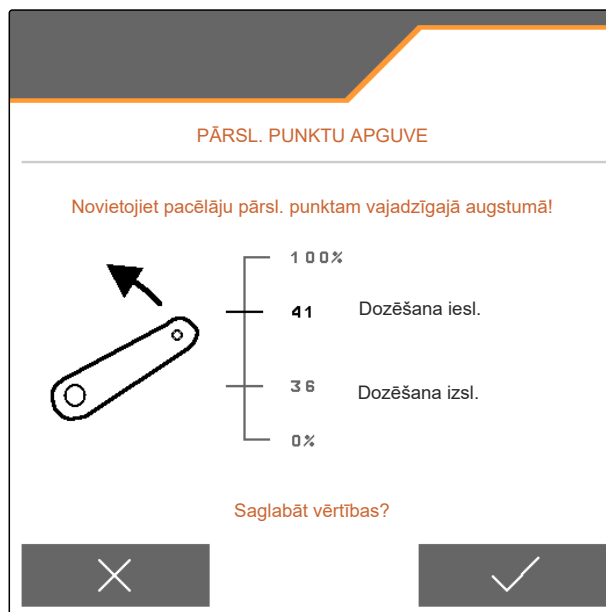 PĀRSL. PUNKTU APGUVE
Novietojiet pacēlāju pārsl. punktam vajadzīgajā augstumā!
100%
41 Dozēšana iesl.
36 Dozēšana izsl.
0%
Saglabāt vērtības?